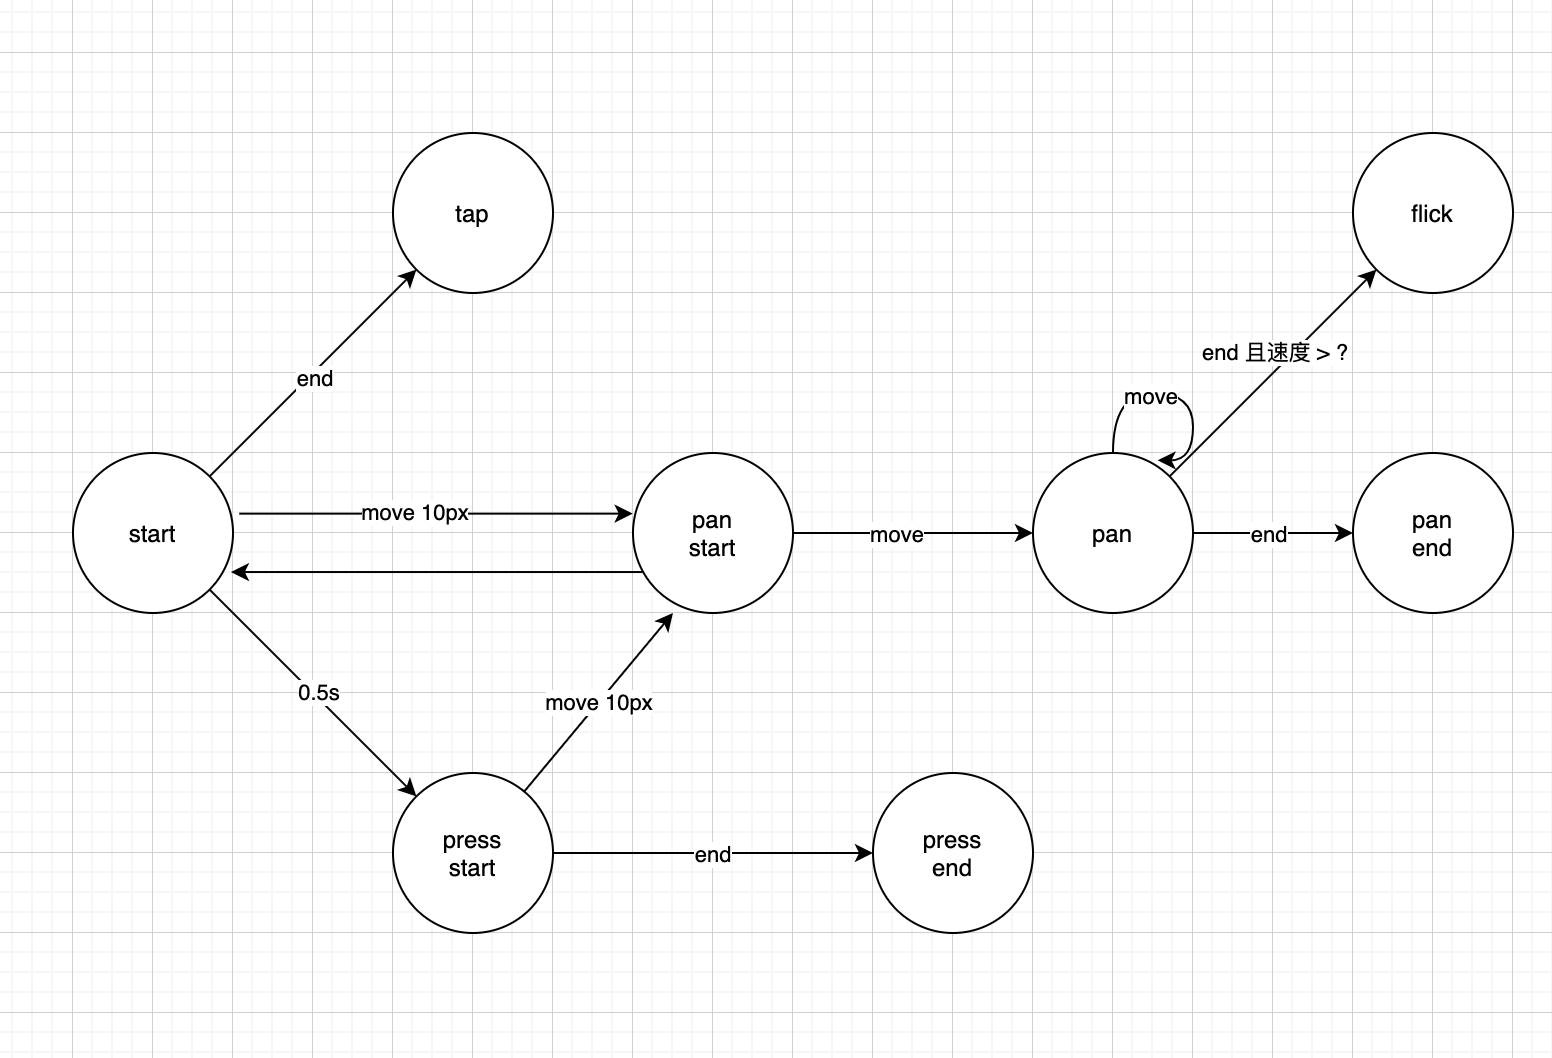 tap
flick
end 且速度 > ?
end
move
start
move 10px
pan
start
move
pan
end
pan
end
0.5s
move 10px
press
start
end
press
end